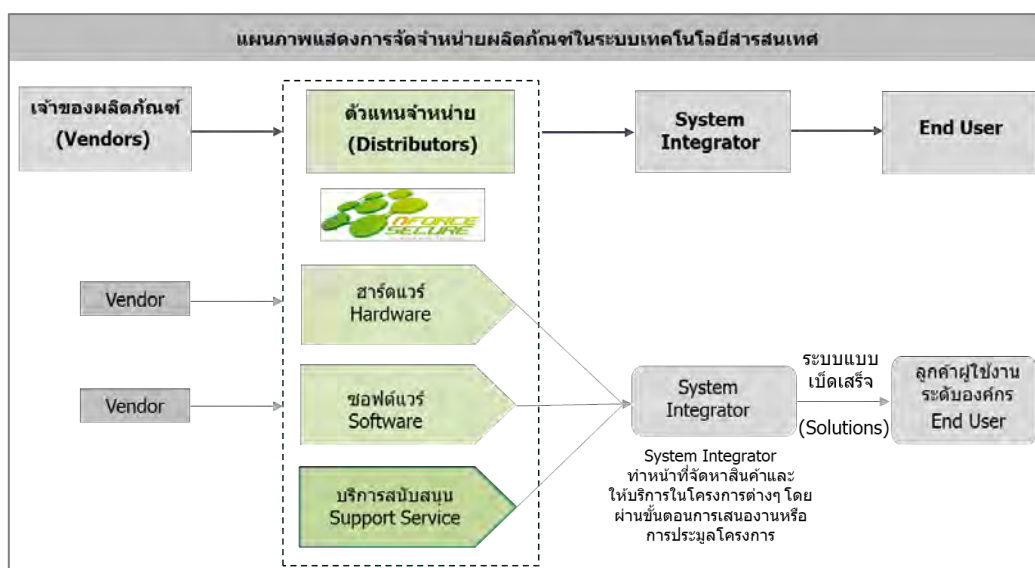 แผนภาพแสดงการจัดจำหน่ายผลิตภัณฑ์ในระบบเทคโนโลยีสารสนเทศ
เจ้าของผลิตภัณฑ์
(Vendors)
ตัวแทนจำหน่าย
(Distributors)
System
Integrator
End User
nFORCE
SECURE
Vendor
ฮาร์ดแวร์
Hardware
Vendor
ซอฟต์แวร์
Software
บริการสนับสนุน
Support Service
System
Integrator
ระบบแบบ
เบ็ดเสร็จ
(Solutions)
ลูกค้าผู้ใช้งาน
ระดับองค์กร
End User
System Integrator
ทำหน้าที่จัดหาสินค้าและ
ให้บริการในโครงการต่างๆ โดย
ผ่านขั้นตอนการเสนองานหรือ
การประมูลโครงการ